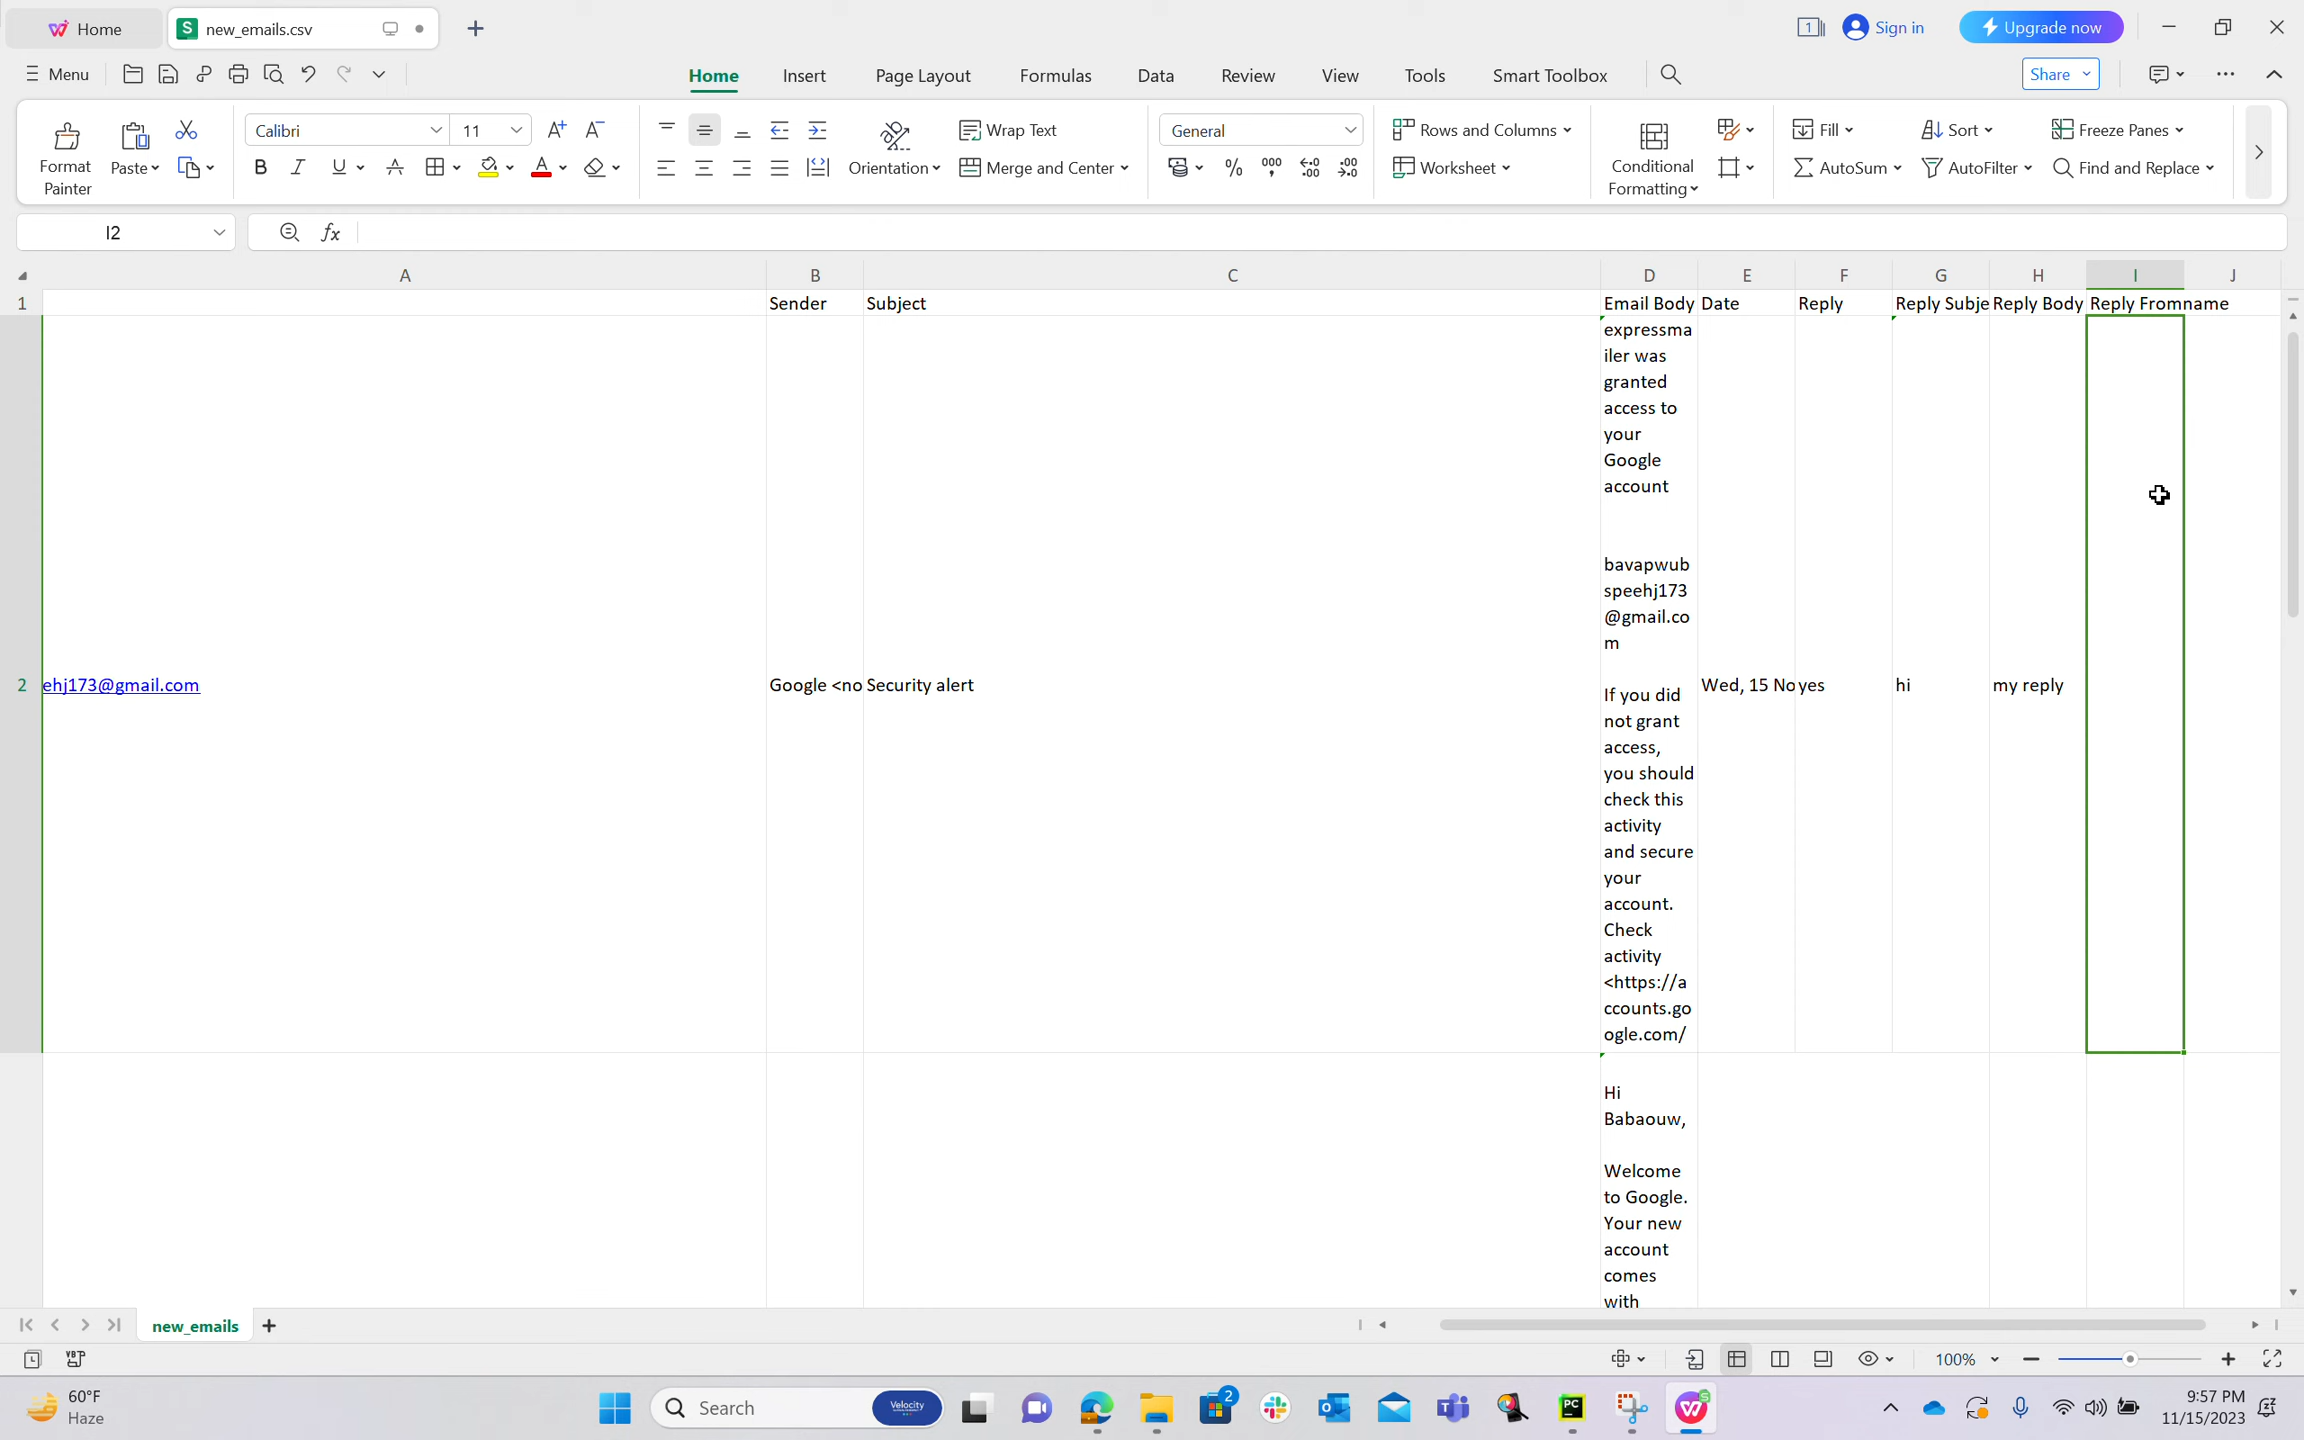 Home
new_emails.csv
1
Sign in
Upgrade now
Menu
Home
Insert
Page Layout
Formulas
Data
Review
View
Tools
Smart Toolbox
Share
Format
Painter
Paste
Calibri
11
B
I
U
A
Orientation
Wrap Text
Merge and Center
General
%
Rows and Columns
Worksheet
Conditional
Formatting
Fill
Sort
Freeze Panes
AutoSum
AutoFilter
Find and Replace
I2
fx
A
B
C
D
E
F
G
H
I
J
1
Sender
Subject
Email Body
Date
Reply
Reply Subje
Reply Body
Reply Fromname
expressma
iler was
granted
access to
your
Google
account
bavapwub
speehj173
@gmail.co
m
2
ehj173@gmail.com
Google <no
Security alert
Wed, 15 No
yes
hi
my reply
If you did
not grant
access,
you should
check this
activity
and secure
your
account.
Check
activity
<https://a
ccounts.go
ogle.com/
Hi
Babaouw,
Welcome
to Google.
Your new
account
comes
with
new_emails
100%
60°F
Haze
Search
Velocity
2
PC
9:57 PM
11/15/2023